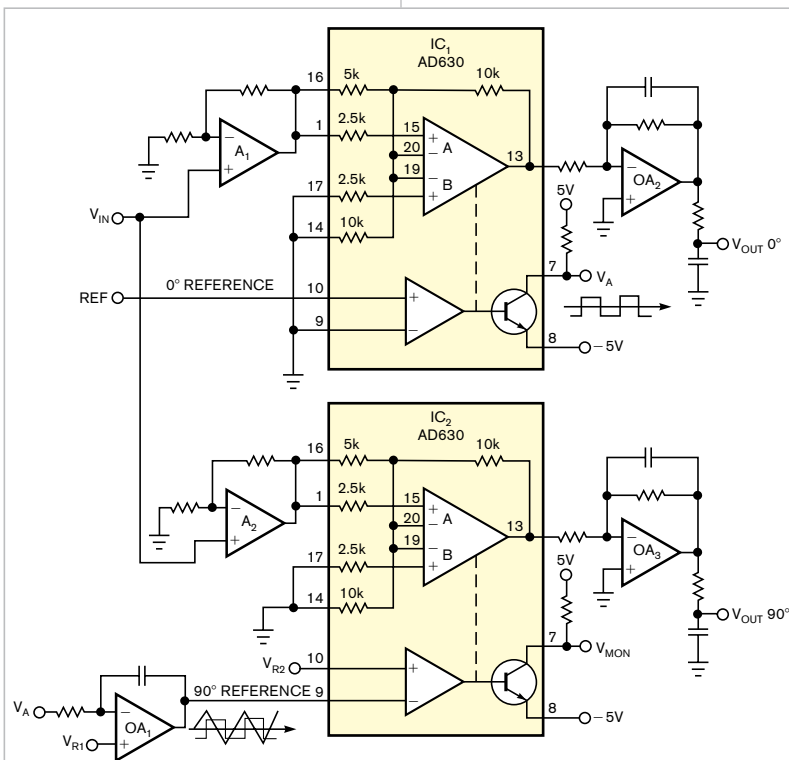 IC1
AD630
16
5k
10k
1
2.5k
15
+
A
20
−
−
A1
+
13
19
−
B
17
2.5k
+
−
OA2
+
5V
VIN
14
10k
VOUT 0°
7
VA
REF
0° REFERENCE
10
+
9
−
8
−5V
IC2
AD630
16
5k
10k
1
2.5k
15
+
A
20
−
−
A2
+
13
19
−
B
17
2.5k
+
−
OA3
+
5V
14
10k
VOUT 90°
7
VMON
VR2
10
+
90° REFERENCE
9
−
VA
−
OA1
VR1
+
8
−5V